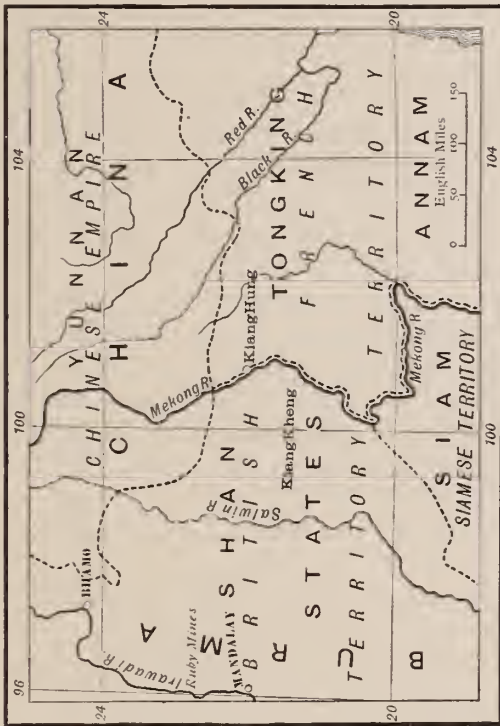 96 100 104
24 24
YUNNAN
CHINESE EMPIRE
CHINA
BHAMO
Irawadi R.
Ruby Mines
MANDALAY
Salwin R
Mekong R.
Red R.
Black R.
BURMA
SHAN
BRITISH
KiangHung
KiangKheng
STATES
TERRITORY
TONGKING
FRENCH
TERRITORY
20 20
Mekong R
SIAM
SIAMESE TERRITORY
ANNAM
English Miles
0 50 100 150
96 100 104